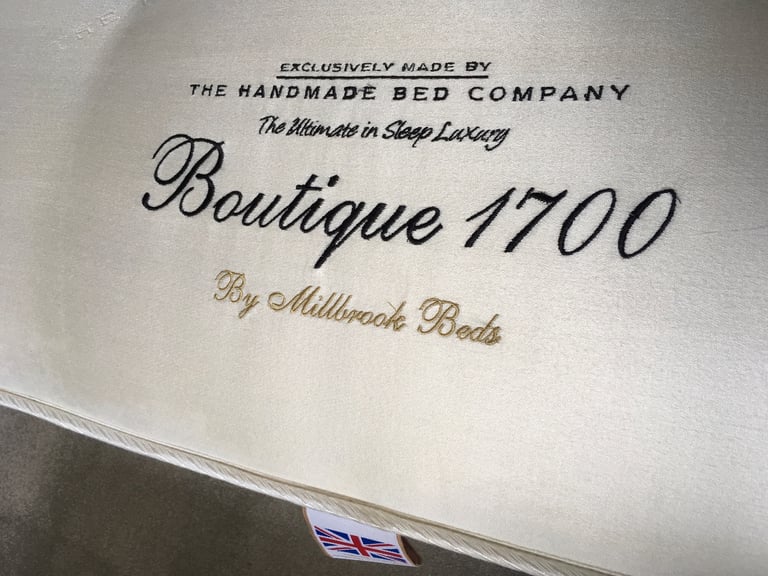 EXCLUSIVELY MADE BY
THE HANDMADE BED COMPANY
The Ultimate in Sleep Luxury
Boutique 1700
By Millbrook Beds